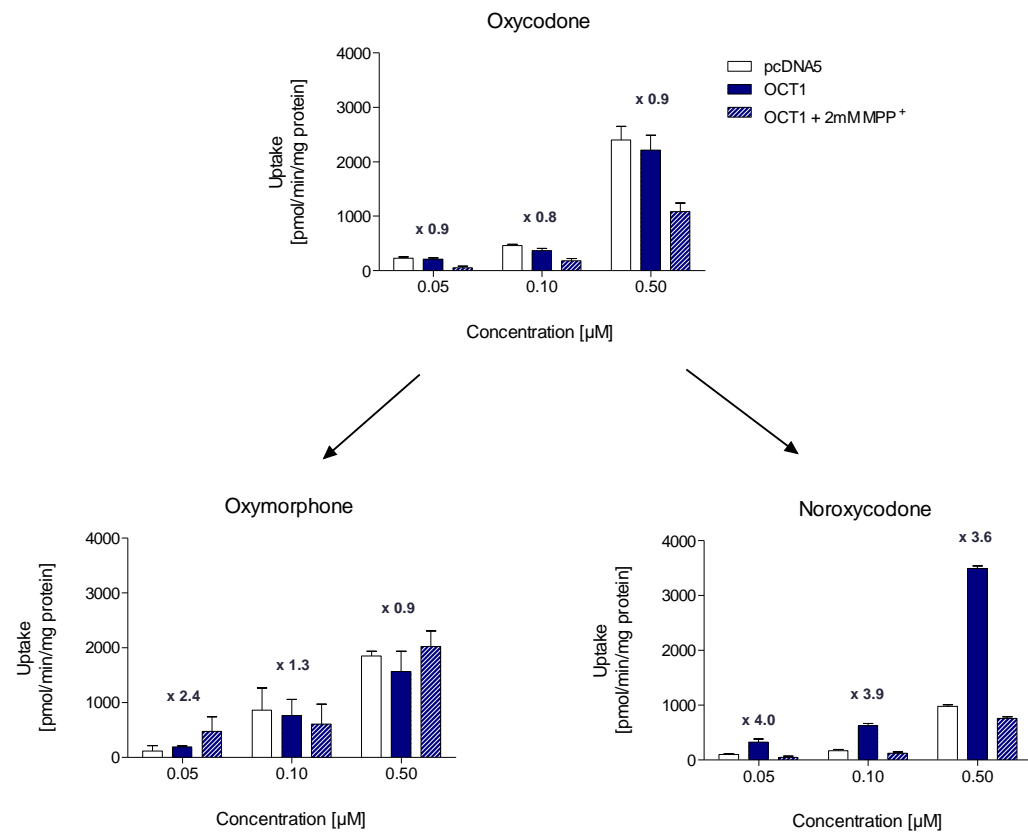 Oxycodone
4000
3000
2000
1000
0
Uptake
[pmol/min/mg protein]
x 0.9
x 0.8
x 0.9
0.05 0.10 0.50
Concentration [µM]
pcDNA5
OCT1
OCT1 + 2mM MPP⁺
Oxymorphone
4000
3000
2000
1000
0
Uptake
[pmol/min/mg protein]
x 2.4
x 1.3
x 0.9
0.05 0.10 0.50
Concentration [µM]
Noroxycodone
4000
3000
2000
1000
0
Uptake
[pmol/min/mg protein]
x 4.0
x 3.9
x 3.6
0.05 0.10 0.50
Concentration [µM]